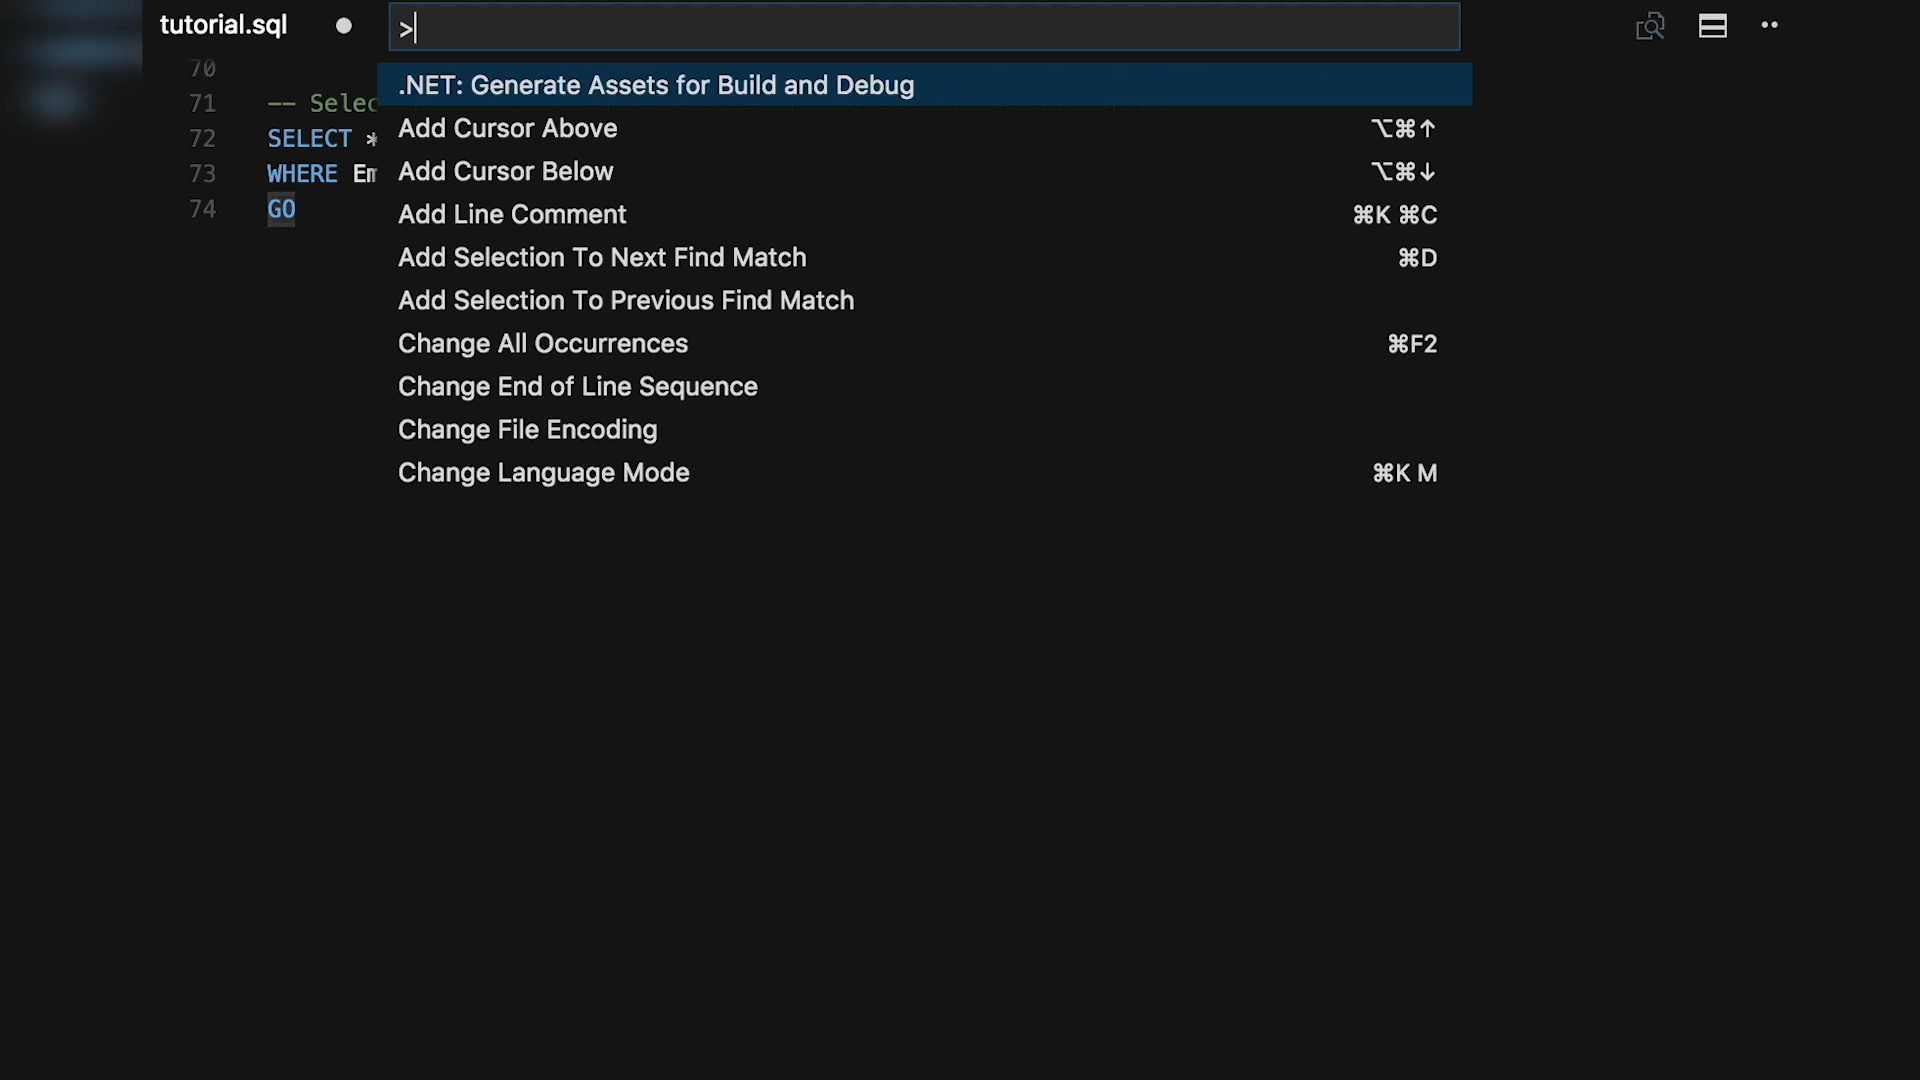 tutorial.sql
>
70
71 -- Selec
72 SELECT *
73 WHERE Em
74 GO
.NET: Generate Assets for Build and Debug
Add Cursor Above ⌥⌘↑
Add Cursor Below ⌥⌘↓
Add Line Comment ⌘K ⌘C
Add Selection To Next Find Match ⌘D
Add Selection To Previous Find Match
Change All Occurrences ⌘F2
Change End of Line Sequence
Change File Encoding
Change Language Mode ⌘K M